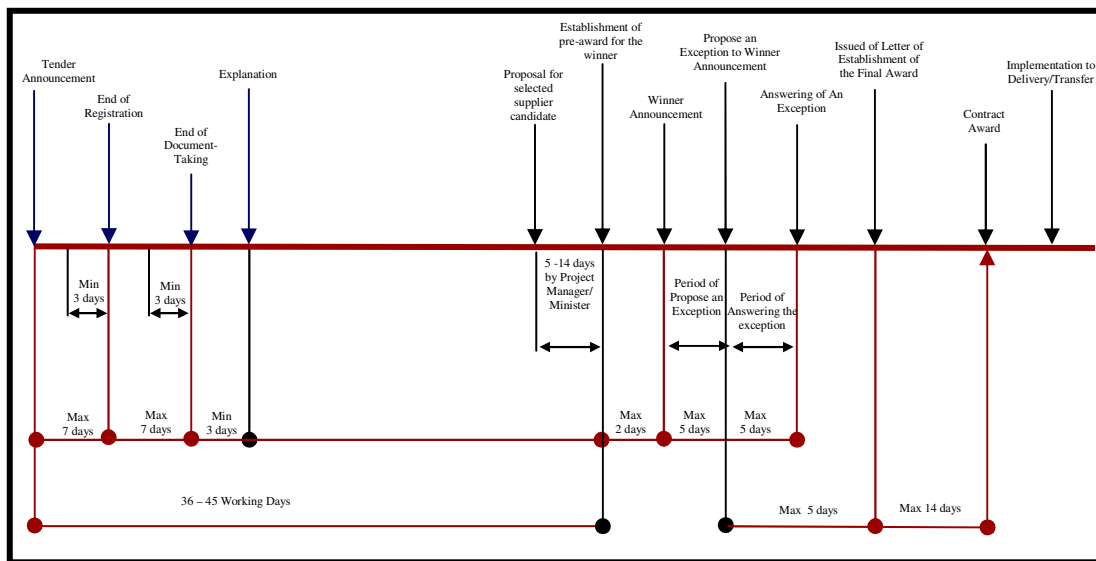 Tender
Announcement
End of
Registration
End of
Document-
Taking
Explanation
Proposal for
selected
supplier
candidate
Establishment of
pre-award for the
winner
Winner
Announcement
Propose an
Exception to Winner
Announcement
Answering of An
Exception
Issued of Letter of
Establishment of
the Final Award
Contract
Award
Implementation to
Delivery/Transfer
Min
3 days
Min
3 days
5 -14 days
by Project
Manager/
Minister
Period of
Propose an
Exception
Period of
Answering the
exception
Max
7 days
Max
7 days
Min
3 days
Max
2 days
Max
5 days
Max
5 days
36 – 45 Working Days
Max 5 days
Max 14 days